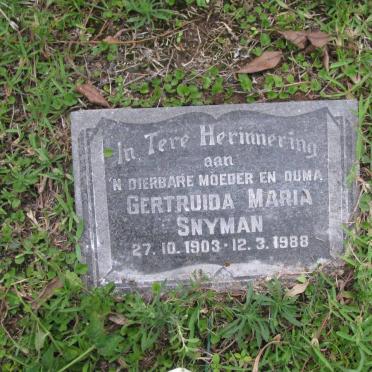 In Tere Herinnering
aan
'N DIERBARE MOEDER EN OUMA
GERTRUIDA MARIA
SNYMAN
27.10.1903 - 12.3.1988